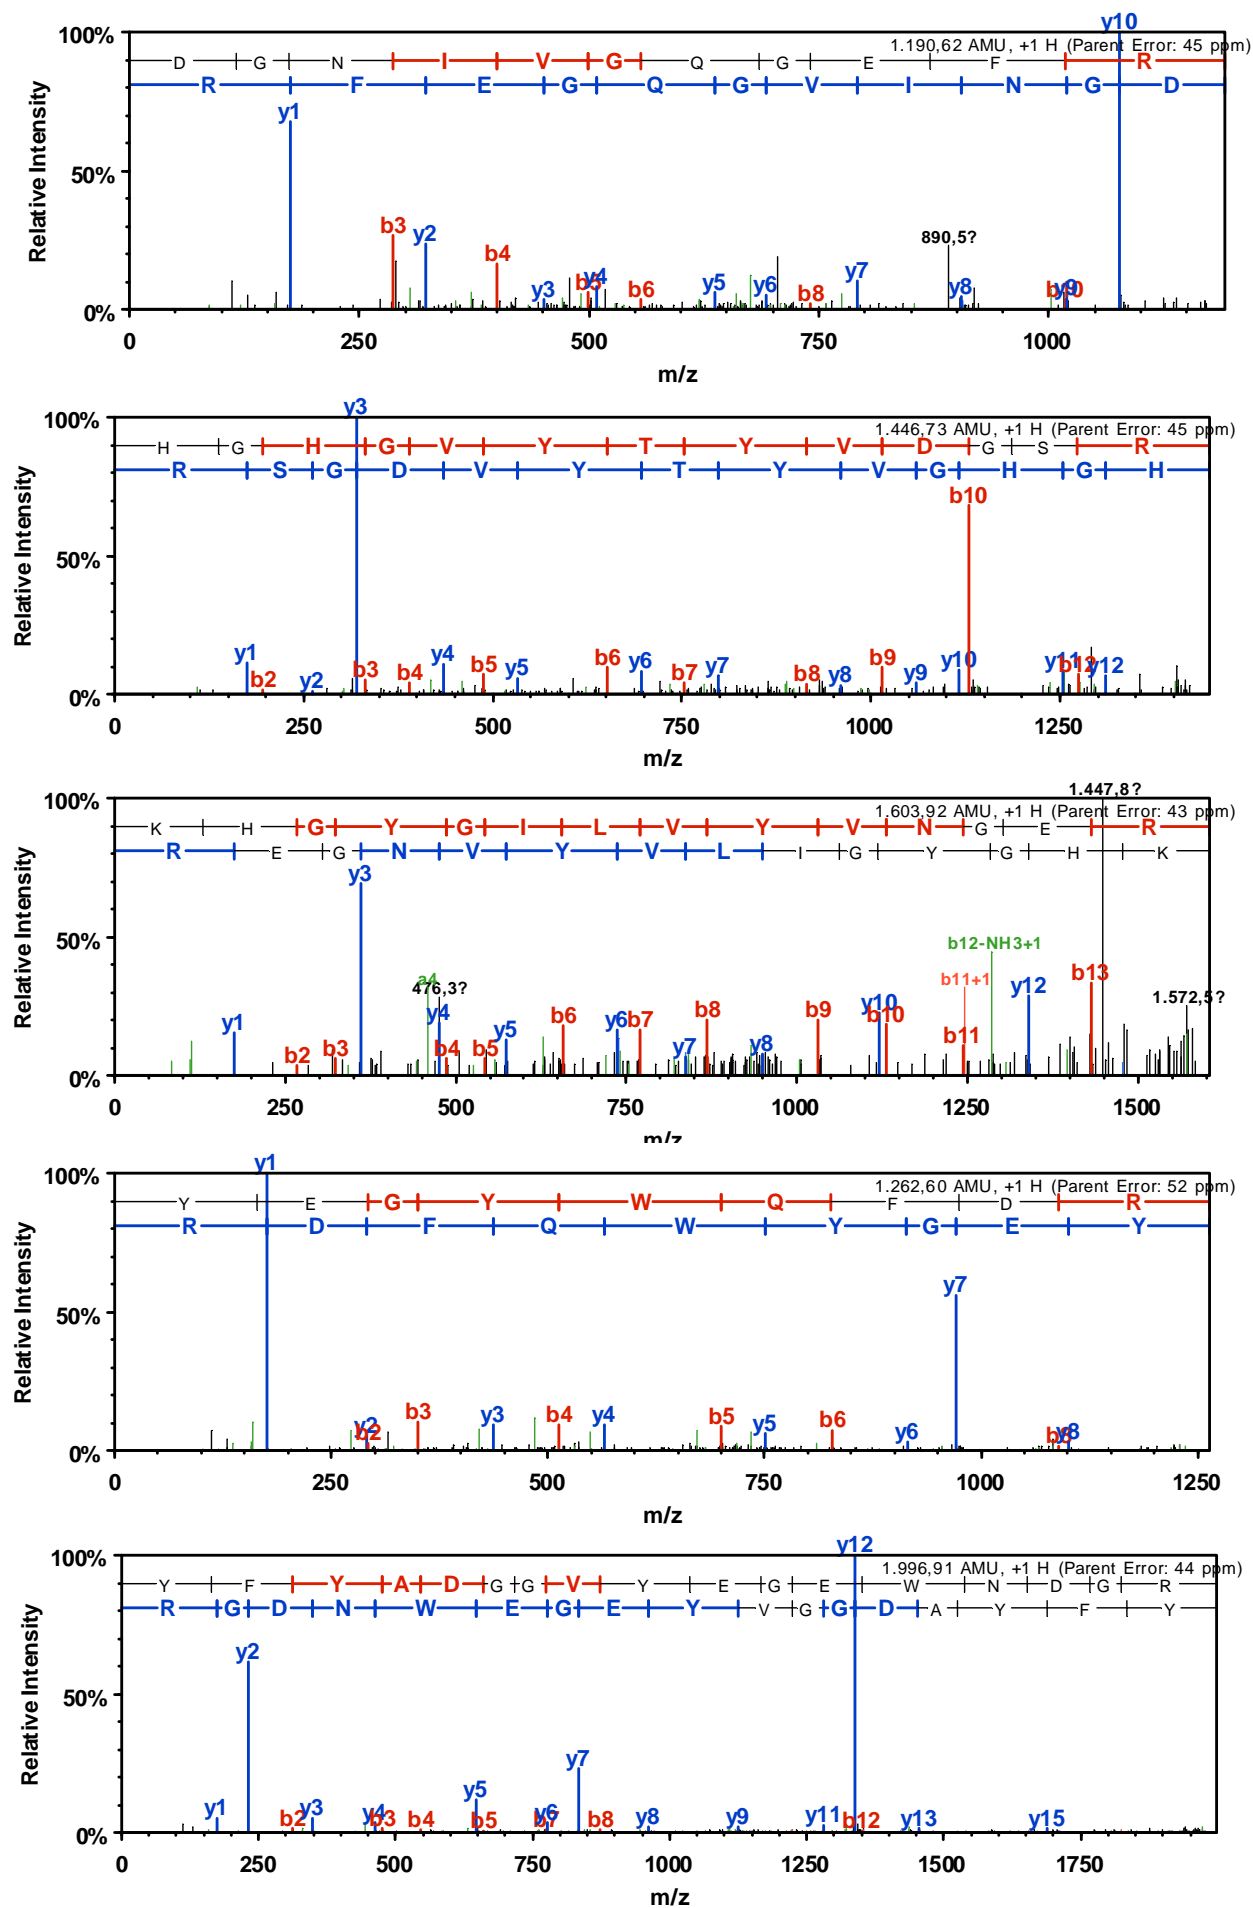 y10
100%
1.190,62 AMU, +1 H (Parent Error: 45 ppm)
D G N I V G Q G E F R
R F E G Q G V I N G D
y1
50%
b3 y2 b4 890,5?
y3 b5 y4 b6 y5 y6 b8 y7 y8 b10 y9
0%
0 250 500 750 1000
m/z
Relative Intensity
y3
100%
1.446,73 AMU, +1 H (Parent Error: 45 ppm)
H G H G V Y T Y V D G S R
R S G D V Y T Y V G H G H
b10
50%
y1 b2 y2 b3 b4 y4 b5 y5 b6 y6 b7 y7 b8 y8 b9 y9 y10 y11 b12 y12
0%
0 250 500 750 1000 1250
m/z
Relative Intensity
1.447,8?
100%
1.603,92 AMU, +1 H (Parent Error: 43 ppm)
K H G Y G I L V Y V N G E R
R E G N V Y V L I G Y G H K
y3
50%
b12-NH3+1
a4 476,3? b11+1 b13 1.572,5?
y1 b2 b3 y4 b4 b5 y5 b6 y6 b7 y7 b8 y8 b9 y10 b10 b11 y12
0%
0 250 500 750 1000 1250 1500
m/z
Relative Intensity
y1
100%
1.262,60 AMU, +1 H (Parent Error: 52 ppm)
Y E G Y W Q F D R
R D F Q W Y G E Y
y7
50%
y2 b2 b3 y3 b4 y4 b5 y5 b6 y6 b8 y8
0%
0 250 500 750 1000 1250
m/z
Relative Intensity
y12
100%
1.996,91 AMU, +1 H (Parent Error: 44 ppm)
Y F Y A D G G V Y E G E W N D G R
R G D N W E G E Y V G G D A Y F Y
y2
50%
y7
y1 b2 y3 y4 b3 b4 y5 b5 y6 b7 b8 y8 y9 y11 b12 y13 y15
0%
0 250 500 750 1000 1250 1500 1750
m/z
Relative Intensity